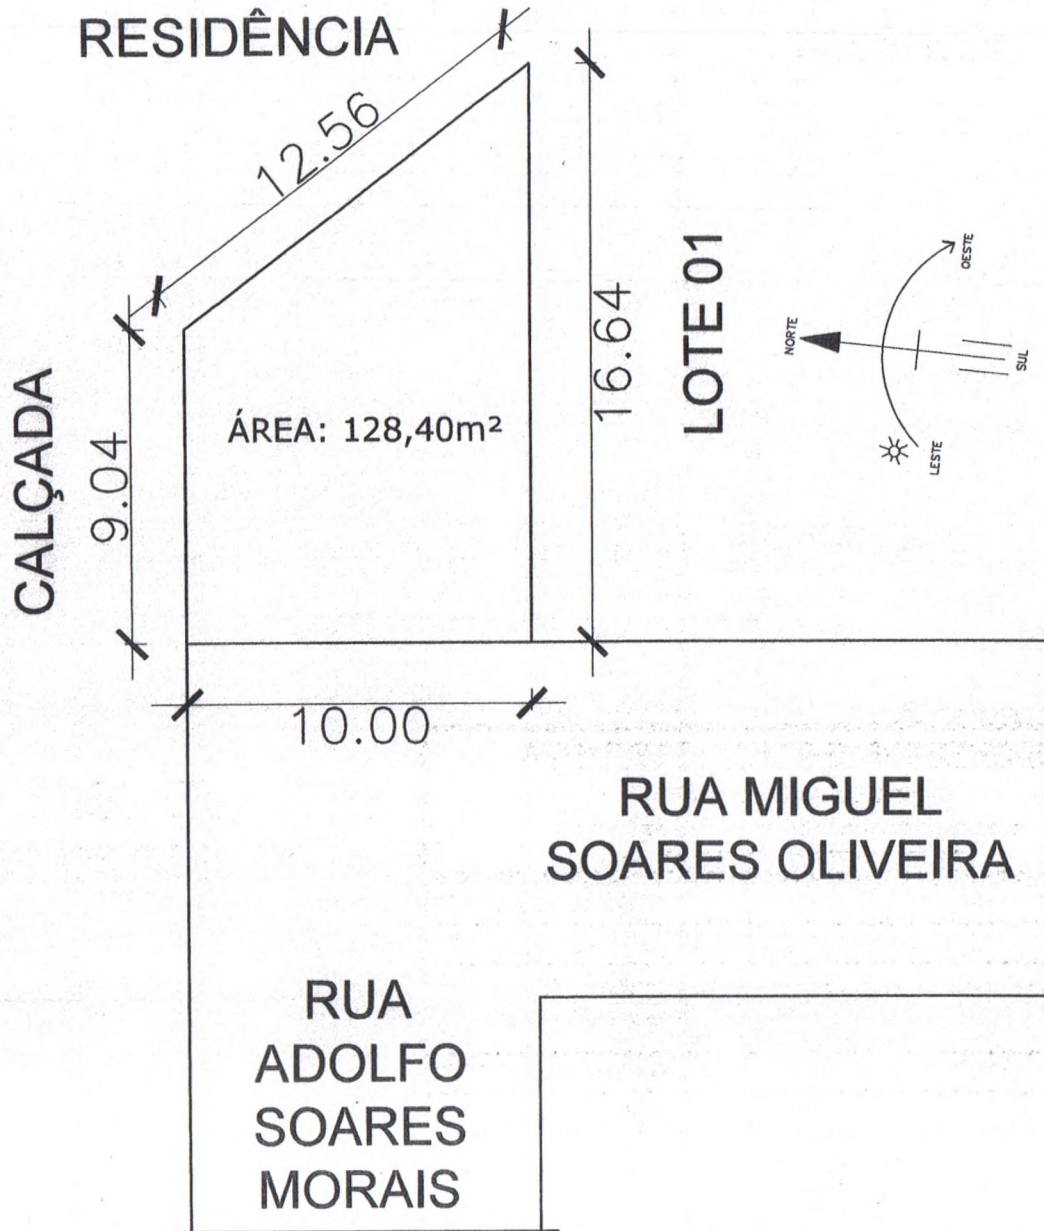 RESIDÊNCIA
12.56
CALÇADA
9.04
ÁREA: 128,40m²
16.64
LOTE 01
NORTE
OESTE
SUL
LESTE
10.00
RUA MIGUEL
SOARES OLIVEIRA
RUA
ADOLFO
SOARES
MORAIS